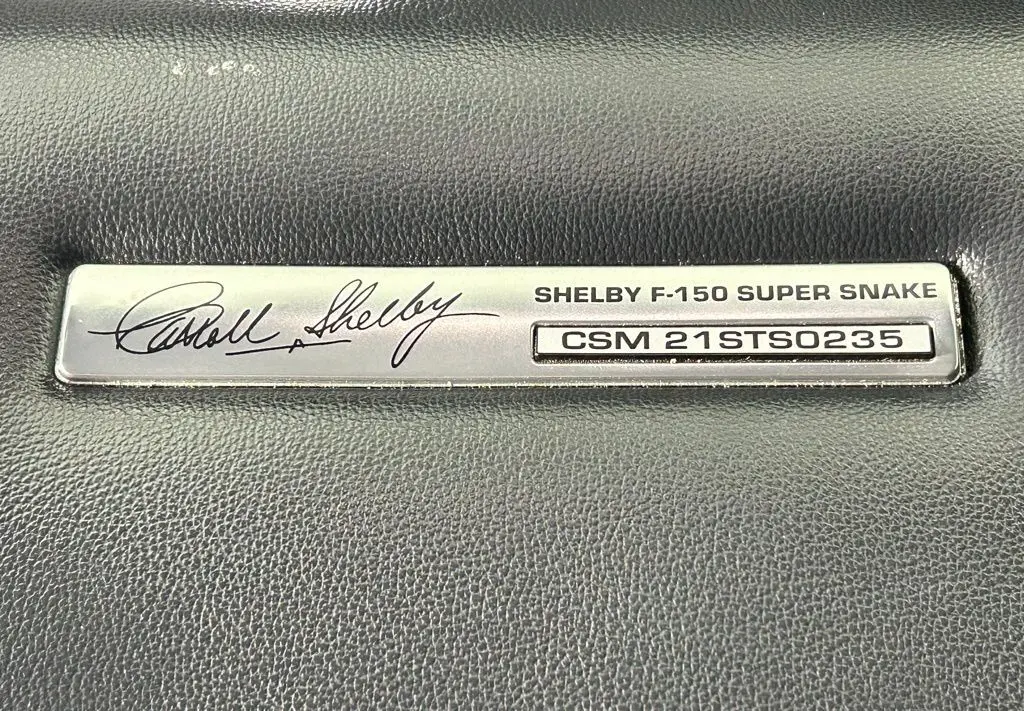 Carroll Shelby
SHELBY F-150 SUPER SNAKE
CSM 21STS0235